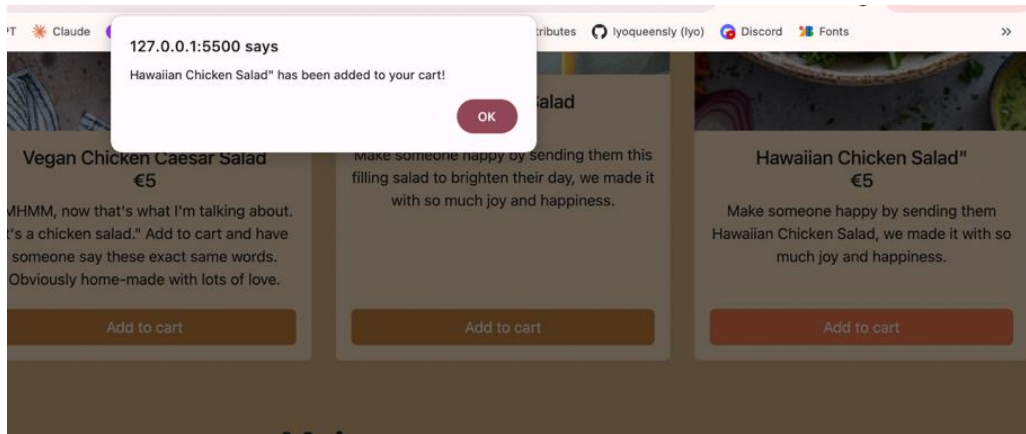 Claude
tributes
lyoqueensly (lyo)
Discord
Fonts
»
127.0.0.1:5500 says
Hawaiian Chicken Salad" has been added to your cart!
OK
Vegan Chicken Caesar Salad
€5
MHMM, now that's what I'm talking about.
's a chicken salad." Add to cart and have
someone say these exact same words.
Obviously home-made with lots of love.
Add to cart
alad
Make someone happy by sending them this
filling salad to brighten their day, we made it
with so much joy and happiness.
Add to cart
Hawaiian Chicken Salad"
€5
Make someone happy by sending them
Hawaiian Chicken Salad, we made it with so
much joy and happiness.
Add to cart